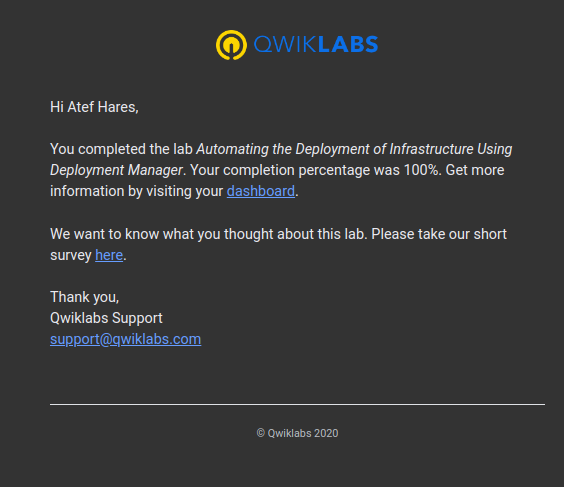 QWIKLABS
Hi Atef Hares,
You completed the lab Automating the Deployment of Infrastructure Using
Deployment Manager. Your completion percentage was 100%. Get more
information by visiting your dashboard.
We want to know what you thought about this lab. Please take our short
survey here.
Thank you,
Qwiklabs Support
support@qwiklabs.com
© Qwiklabs 2020